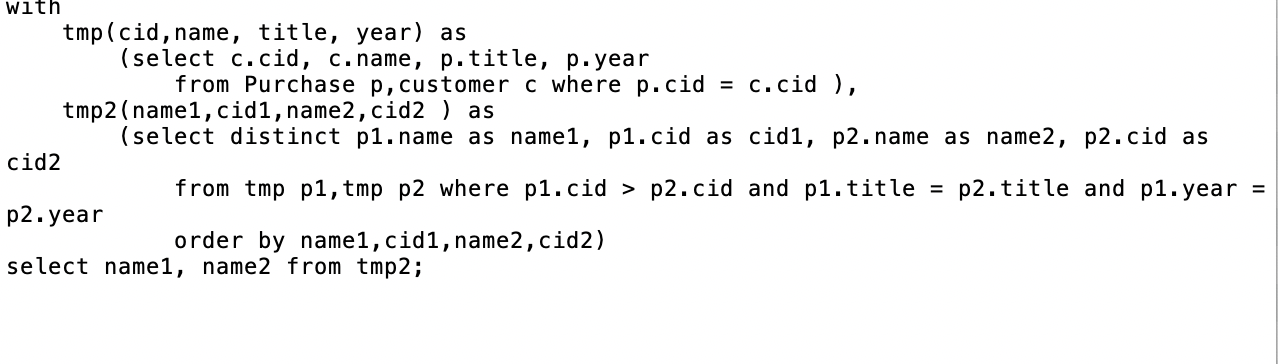 with
    tmp(cid,name, title, year) as
        (select c.cid, c.name, p.title, p.year
            from Purchase p,customer c where p.cid = c.cid ),
    tmp2(name1,cid1,name2,cid2 ) as
        (select distinct p1.name as name1, p1.cid as cid1, p2.name as name2, p2.cid as
cid2
            from tmp p1,tmp p2 where p1.cid > p2.cid and p1.title = p2.title and p1.year =
p2.year
            order by name1,cid1,name2,cid2)
select name1, name2 from tmp2;